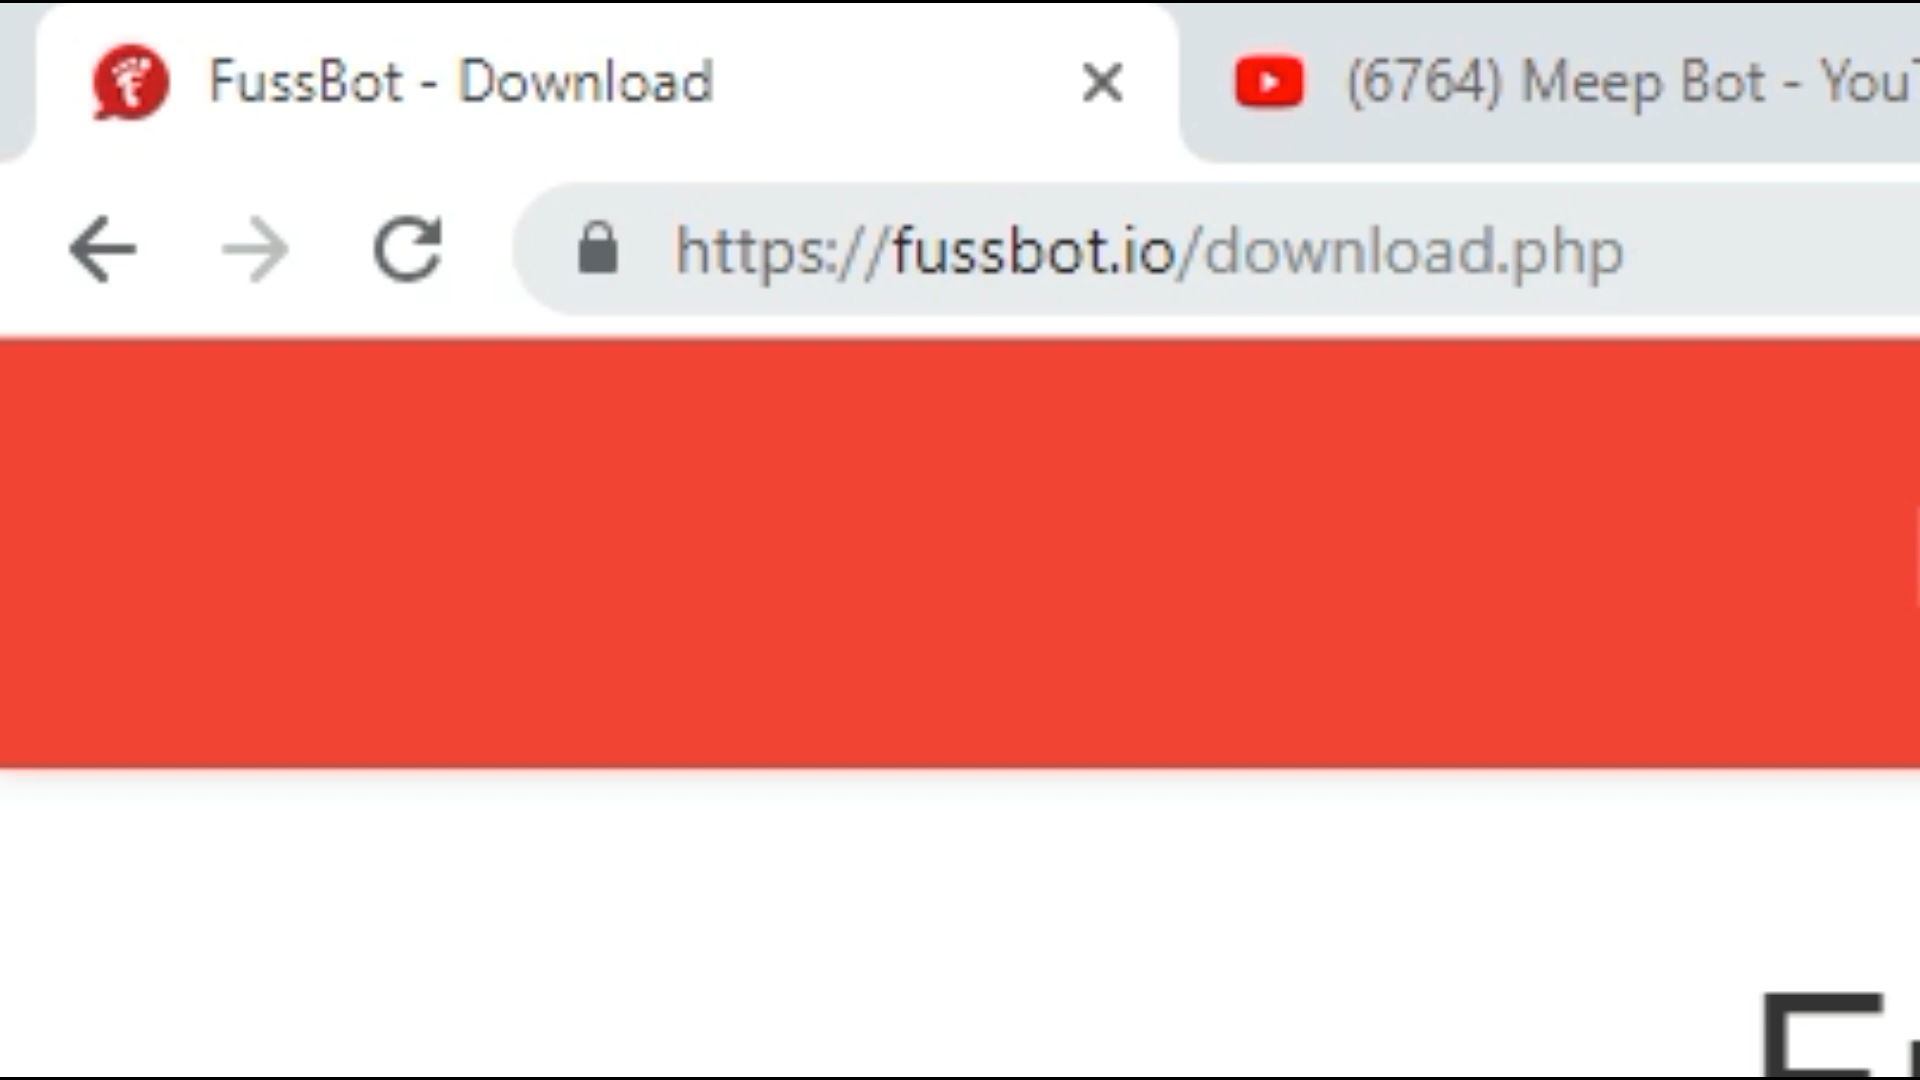 FussBot - Download
(6764) Meep Bot - You
https://fussbot.io/download.php